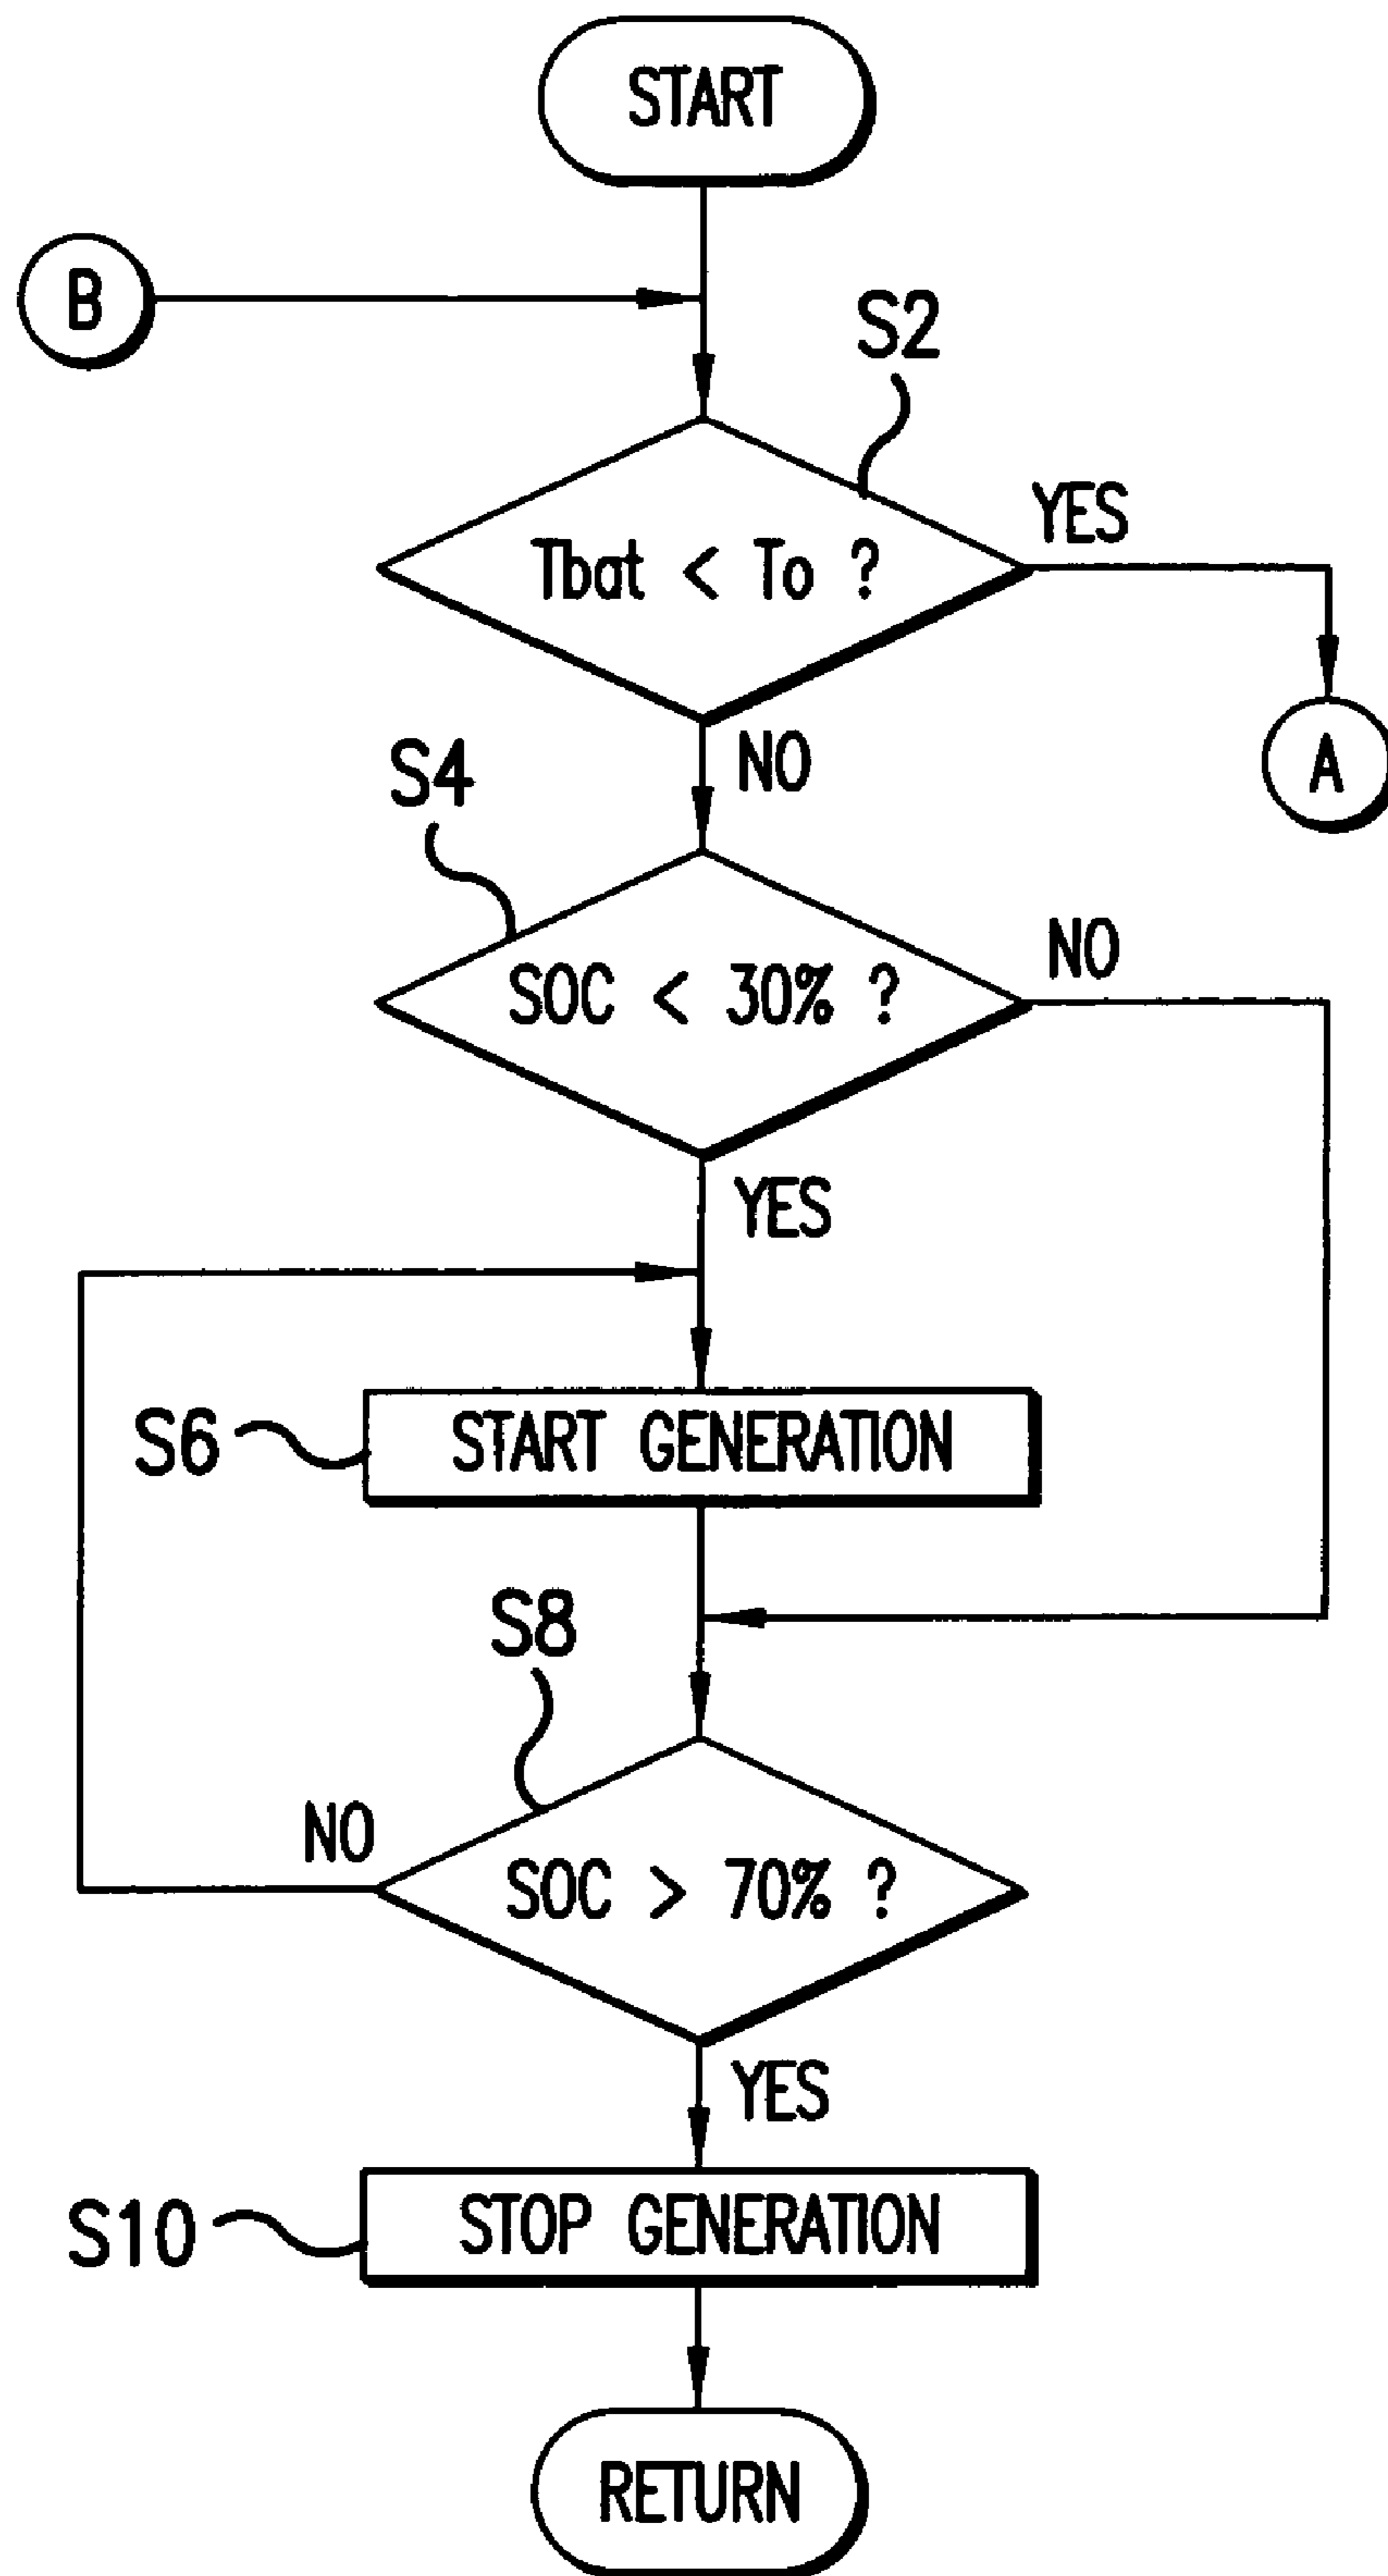 START
B
S2
Tbat < To ?
YES
A
NO
S4
SOC < 30% ?
NO
YES
S6
START GENERATION
S8
NO
SOC > 70% ?
YES
S10
STOP GENERATION
RETURN